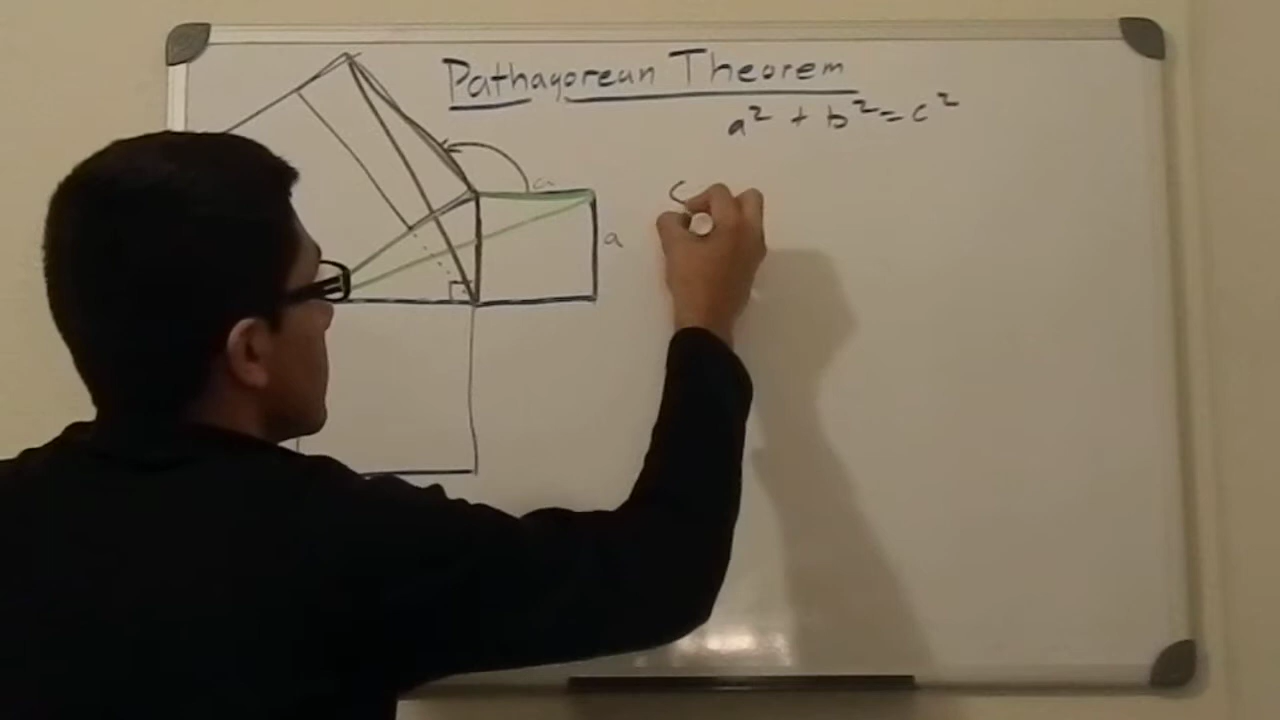 Pathagorean Theorem
a² + b² = c²
a
a